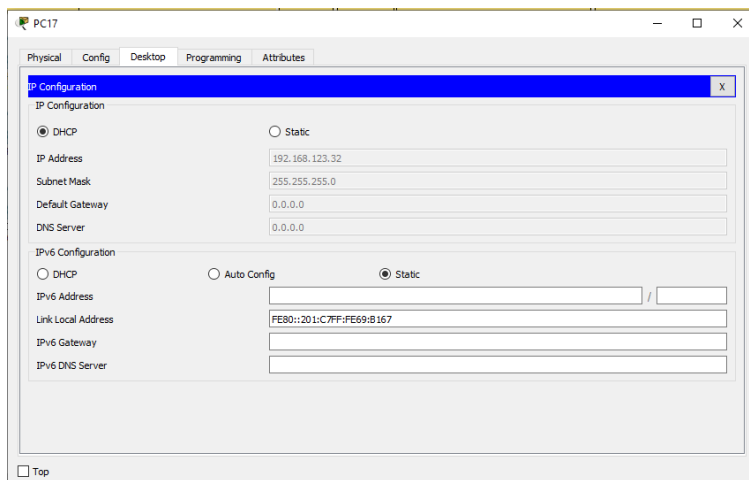 PC17
Physical Config Desktop Programming Attributes
IP Configuration X
IP Configuration
DHCP Static
IP Address 192.168.123.32
Subnet Mask 255.255.255.0
Default Gateway 0.0.0.0
DNS Server 0.0.0.0
IPv6 Configuration
DHCP Auto Config Static
IPv6 Address /
Link Local Address FE80::201:C7FF:FE69:B167
IPv6 Gateway
IPv6 DNS Server
Top